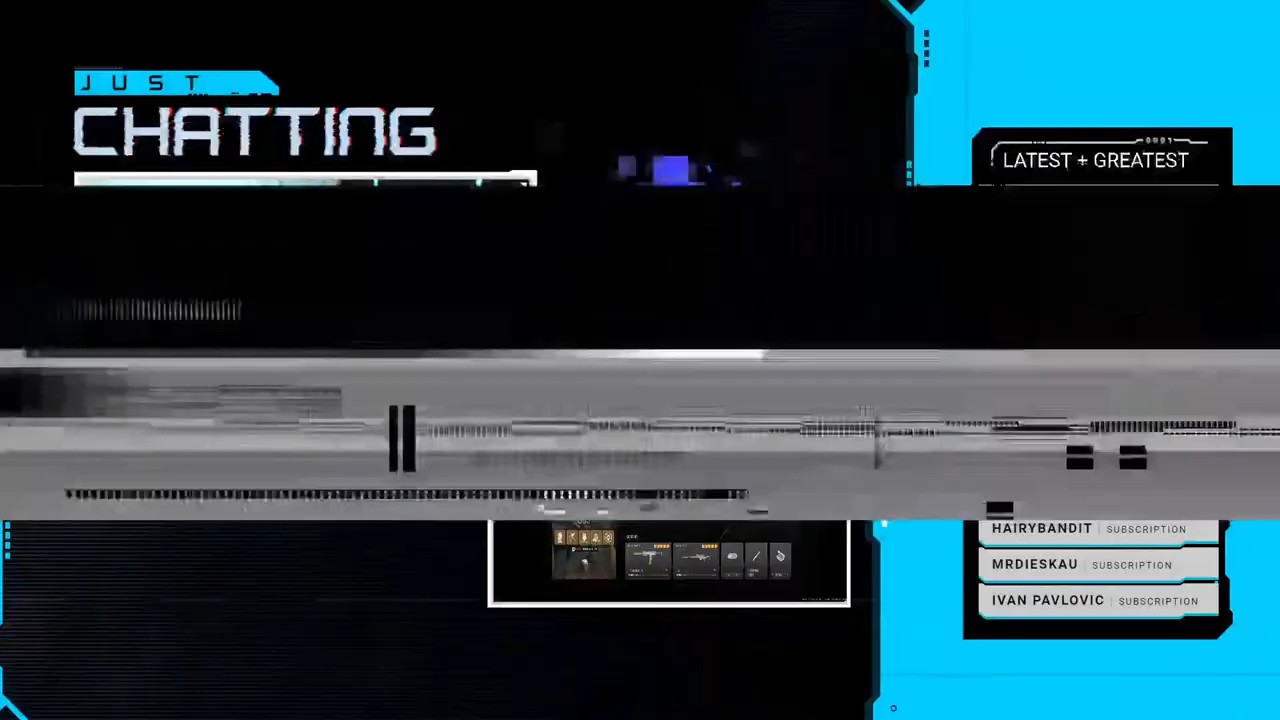 JUST
CHATTING
LATEST + GREATEST
HAIRYBANDIT | SUBSCRIPTION
MRDIESKAU | SUBSCRIPTION
IVAN PAVLOVIC | SUBSCRIPTION